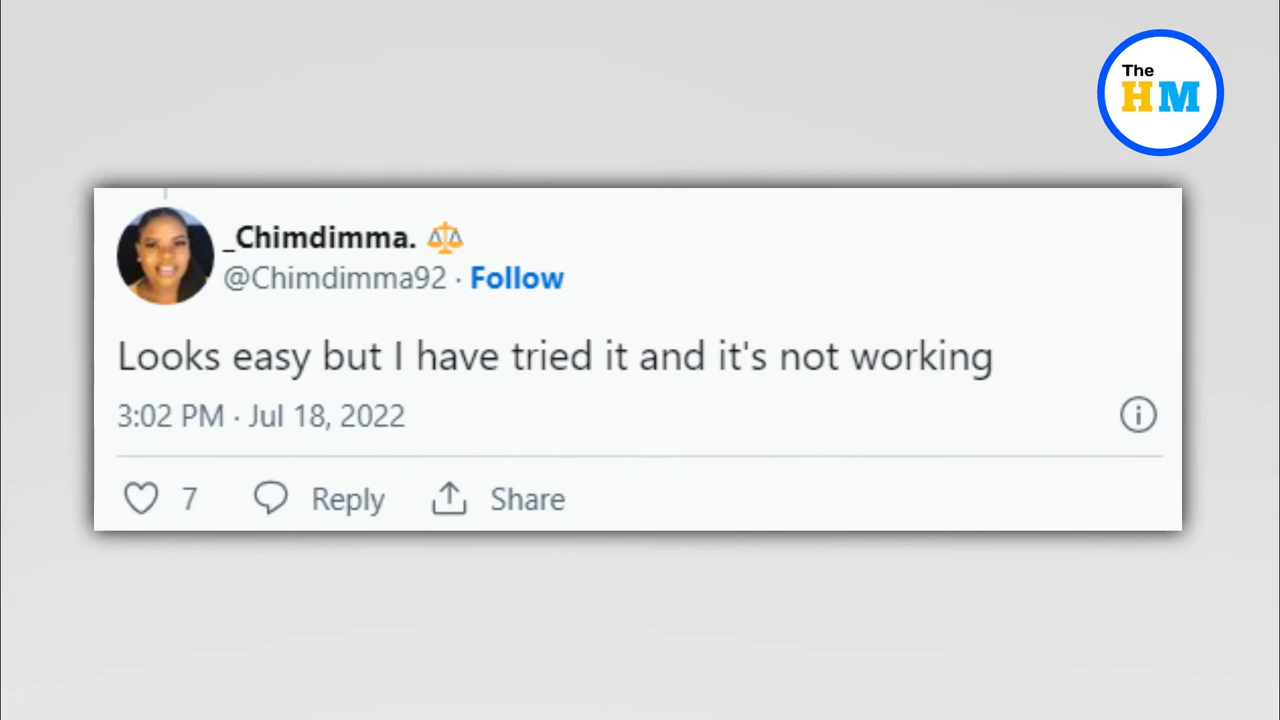 The
HM
_Chimdimma. ⚖️
@Chimdimma92 · Follow
Looks easy but I have tried it and it's not working
3:02 PM · Jul 18, 2022
7 Reply Share